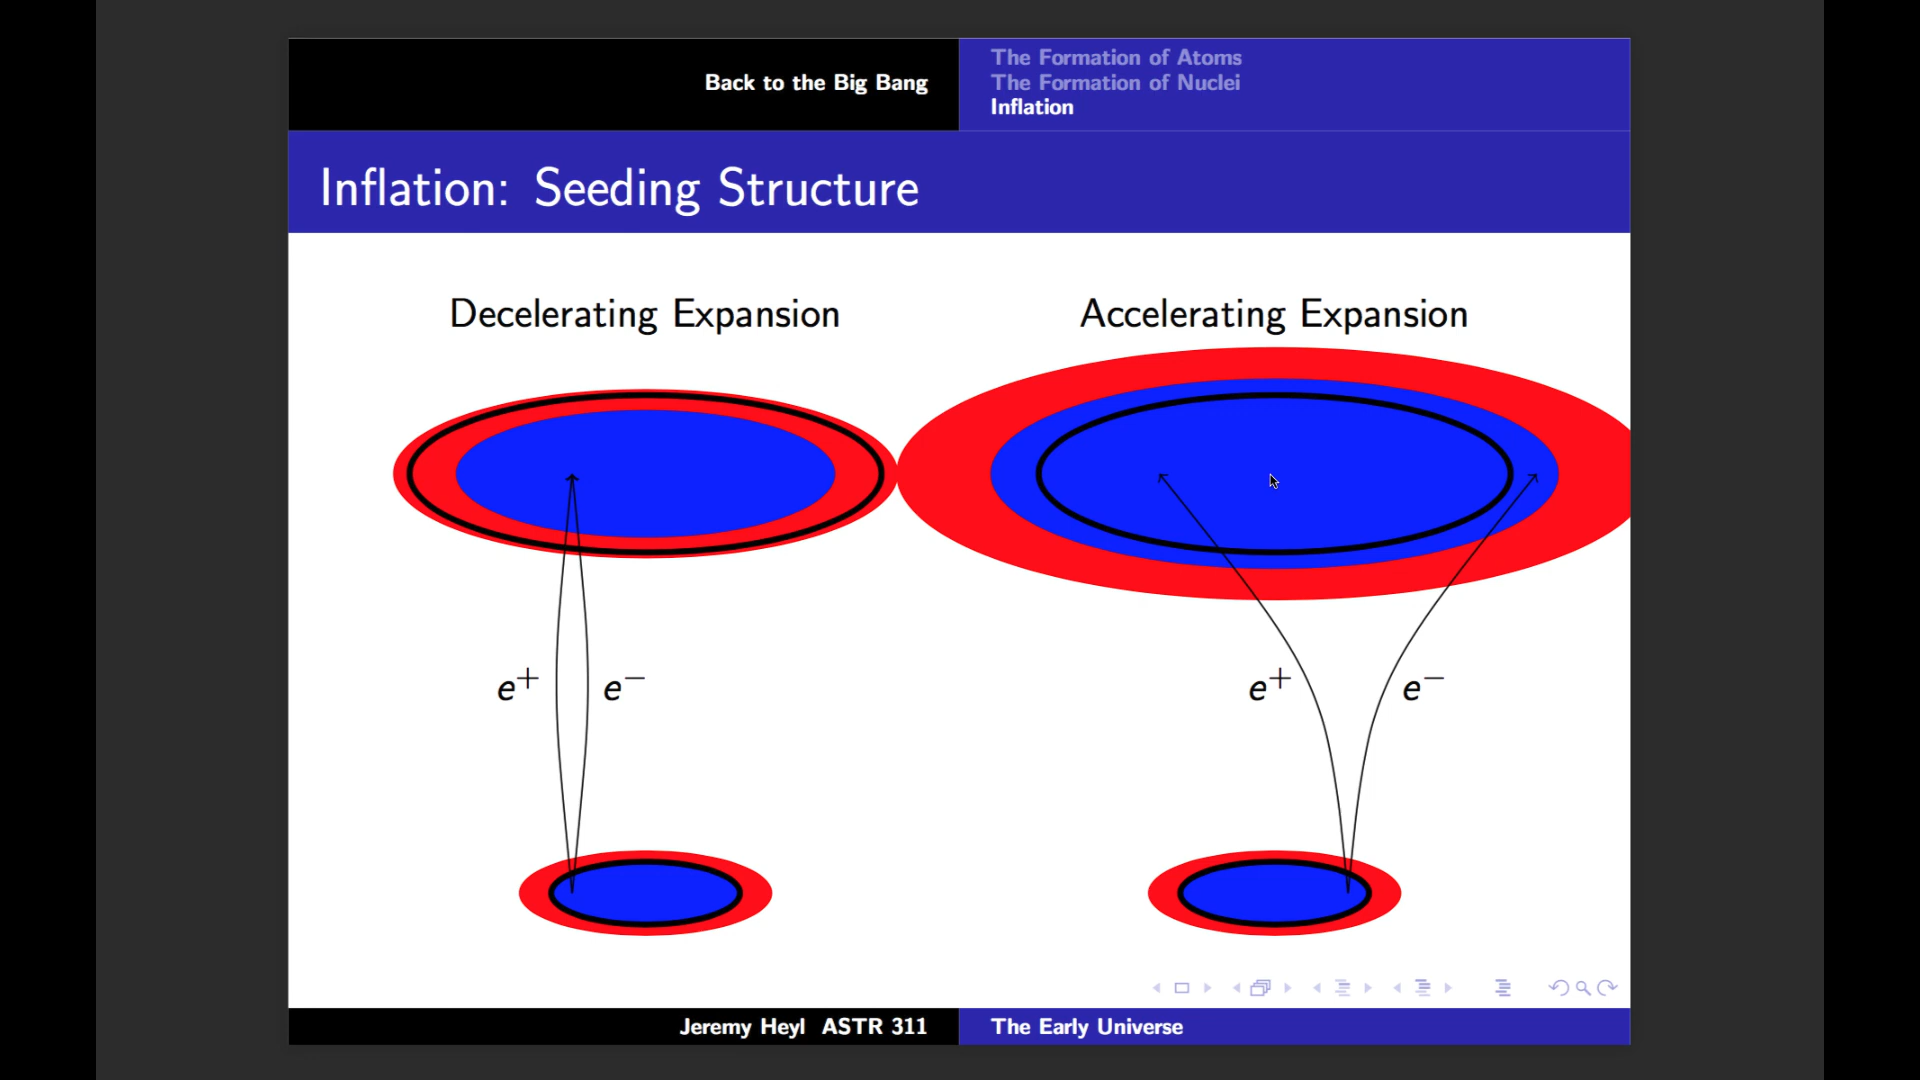 Back to the Big Bang
The Formation of Atoms
The Formation of Nuclei
Inflation
Inflation: Seeding Structure
Decelerating Expansion
Accelerating Expansion
e⁺ e⁻
e⁺ e⁻
Jeremy Heyl ASTR 311
The Early Universe